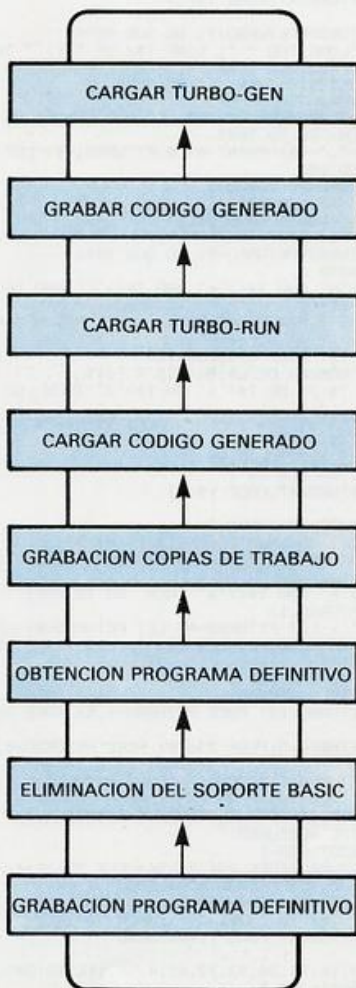 CARGAR TURBO-GEN
GRABAR CODIGO GENERADO
CARGAR TURBO-RUN
CARGAR CODIGO GENERADO
GRABACION COPIAS DE TRABAJO
OBTENCION PROGRAMA DEFINITIVO
ELIMINACION DEL SOPORTE BASIC
GRABACION PROGRAMA DEFINITIVO